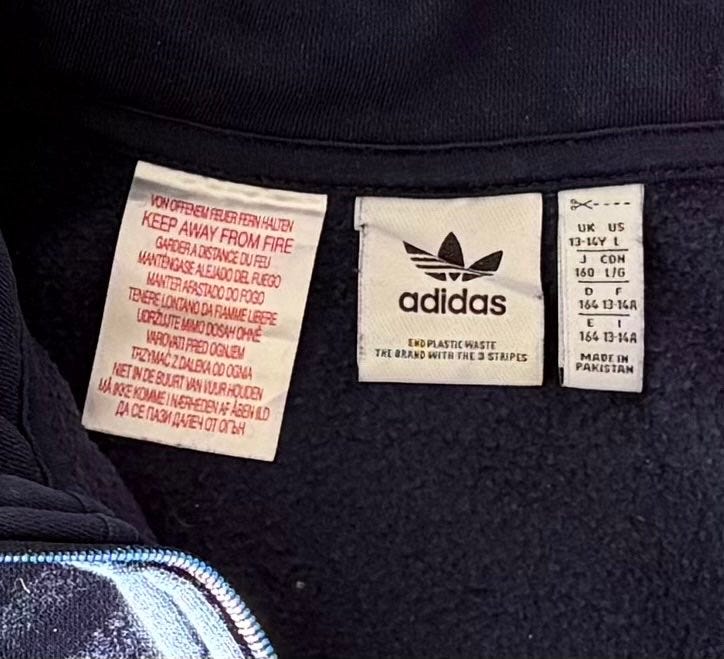 VON OFFENEM FEUER FERN HALTEN
KEEP AWAY FROM FIRE
GARDER A DISTANCE DU FEU
MANTÉNGASE ALEJADO DEL FUEGO
MANTER AFASTADO DO FOGO
TENERE LONTANO DA FIAMME LIBERE
UDRŽUJTE MIMO DOSAH OHNĚ
VAROVATI PRED OGNJEM
TRZYMAĆ Z DALEKA OD OGNIA
NIET IN DE BUURT VAN VUUR HOUDEN
MÅ IKKE KOMME I NÆRHEDEN AF ÅBEN ILD
ДА СЕ ПАЗИ ДАЛЕЧ ОТ ОГЪН
adidas
END PLASTIC WASTE
THE BRAND WITH THE 3 STRIPES
UK US
13-14Y L
J CDN
160 L/G
D F
164 13-14A
E I
164 13-14A
MADE IN
PAKISTAN